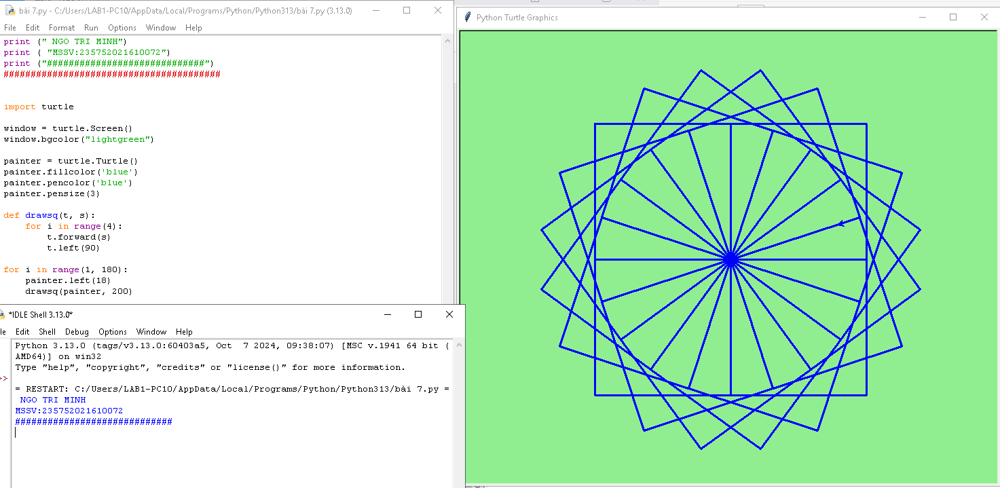 bài 7.py - C:/Users/LAB1-PC10/AppData/Local/Programs/Python/Python313/bài 7.py (3.13.0)
File Edit Format Run Options Window Help
print (" NGO TRI MINH")
print ( "MSSV:235752021610072")
print ("#############################")
########################################
import turtle
window = turtle.Screen()
window.bgcolor("lightgreen")
painter = turtle.Turtle()
painter.fillcolor('blue')
painter.pencolor('blue')
painter.pensize(3)
def drawsq(t, s):
    for i in range(4):
        t.forward(s)
        t.left(90)
for i in range(1, 180):
    painter.left(18)
    drawsq(painter, 200)
Python Turtle Graphics
*IDLE Shell 3.13.0*
le Edit Shell Debug Options Window Help
Python 3.13.0 (tags/v3.13.0:60403a5, Oct  7 2024, 09:38:07) [MSC v.1941 64 bit (
AMD64)] on win32
Type "help", "copyright", "credits" or "license()" for more information.
>>
= RESTART: C:/Users/LAB1-PC10/AppData/Local/Programs/Python/Python313/bài 7.py =
 NGO TRI MINH
MSSV:235752021610072
#############################